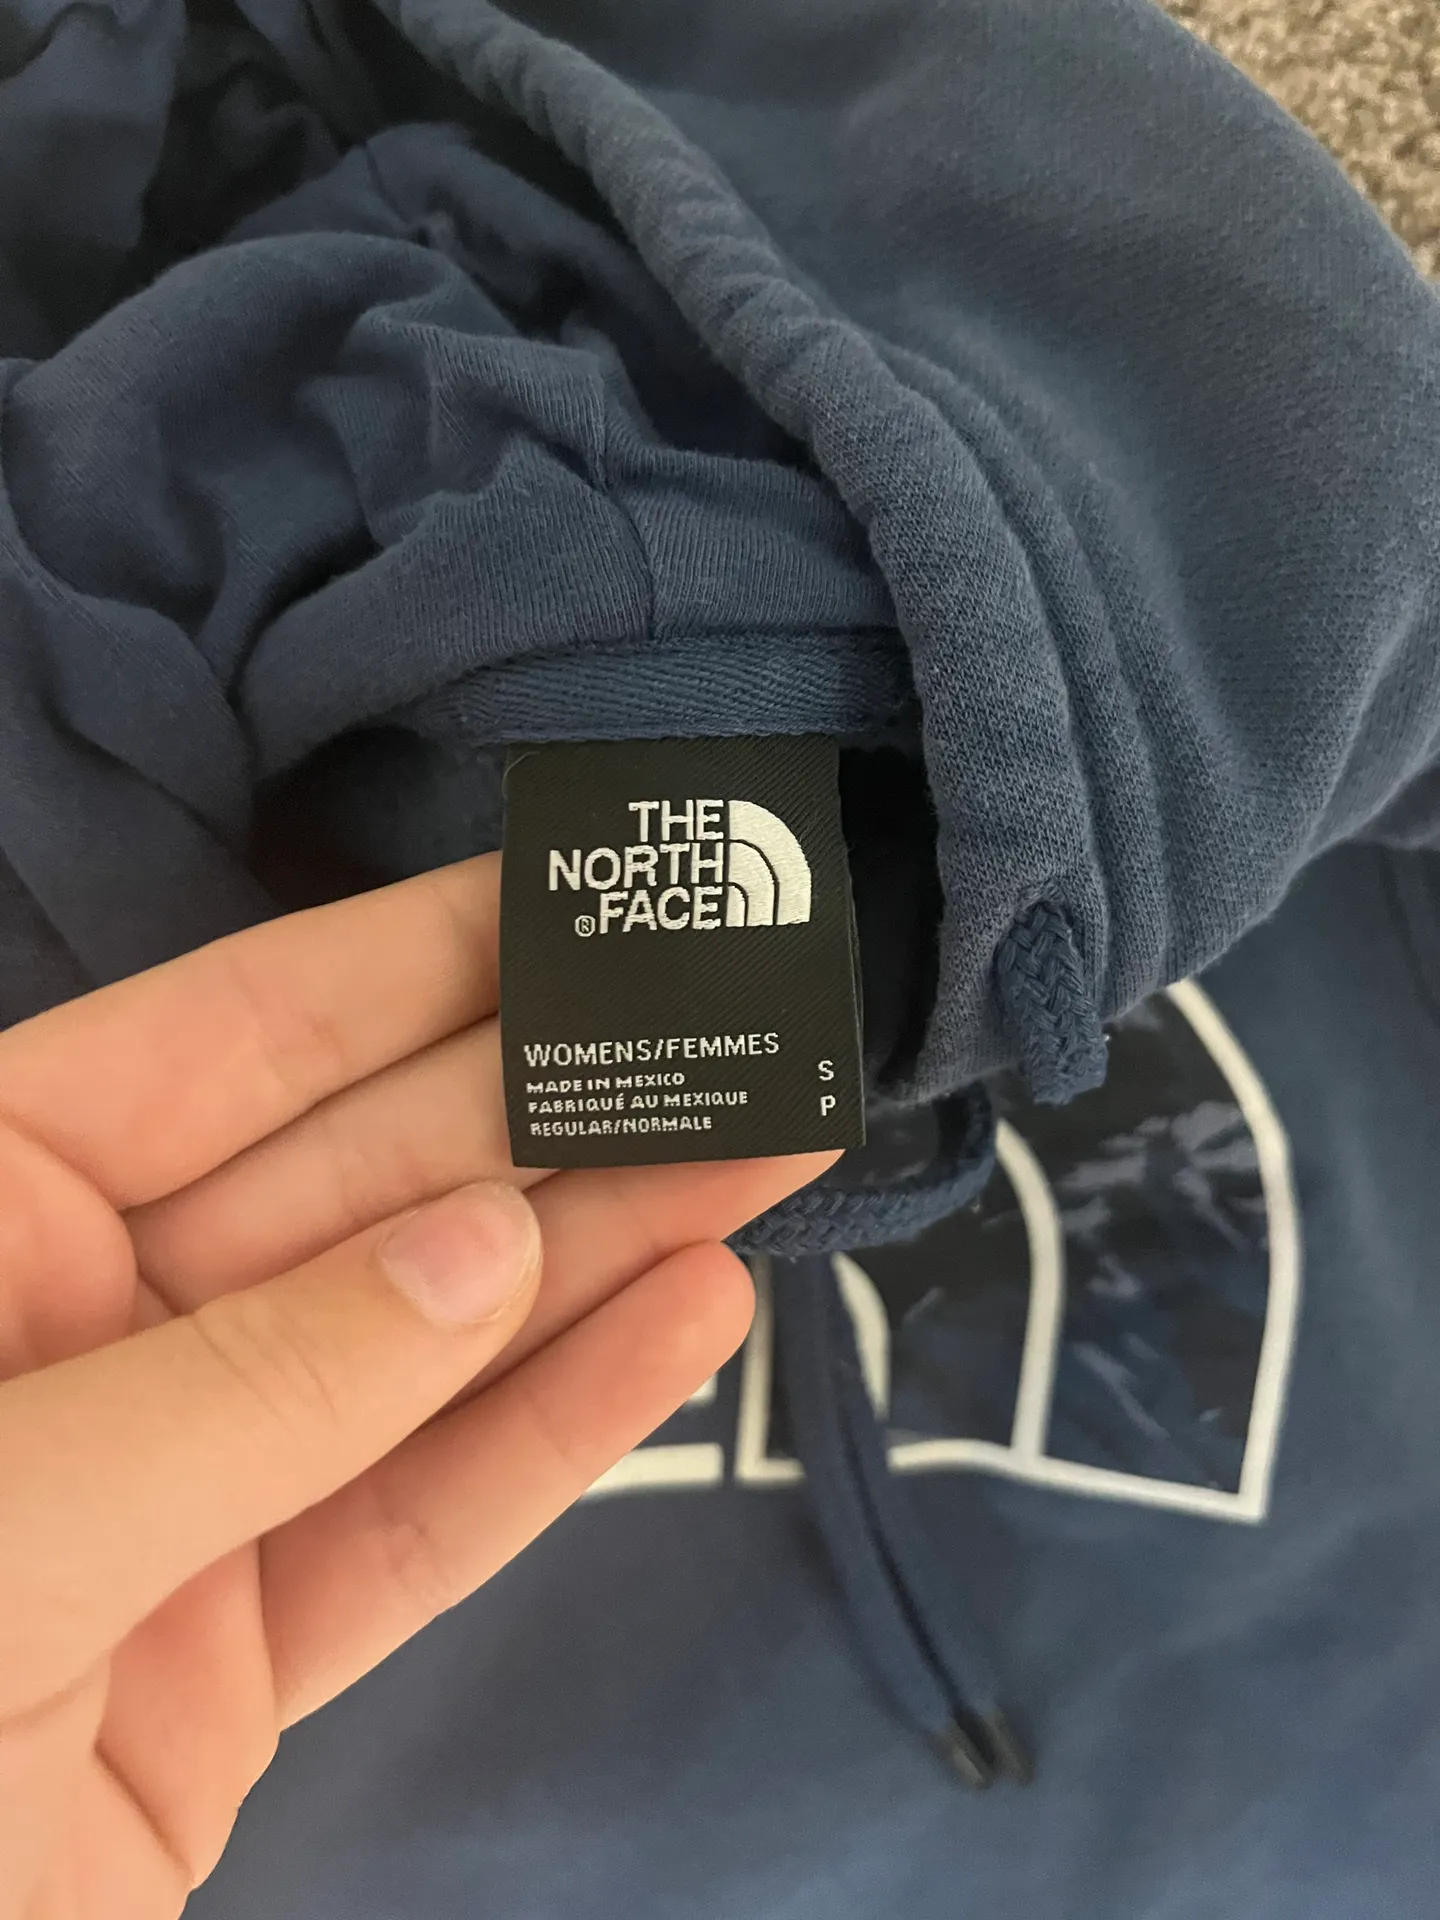 THE
NORTH
®FACE
WOMENS/FEMMES
MADE IN MEXICO
FABRIQUÉ AU MEXIQUE
REGULAR/NORMALE
S
P